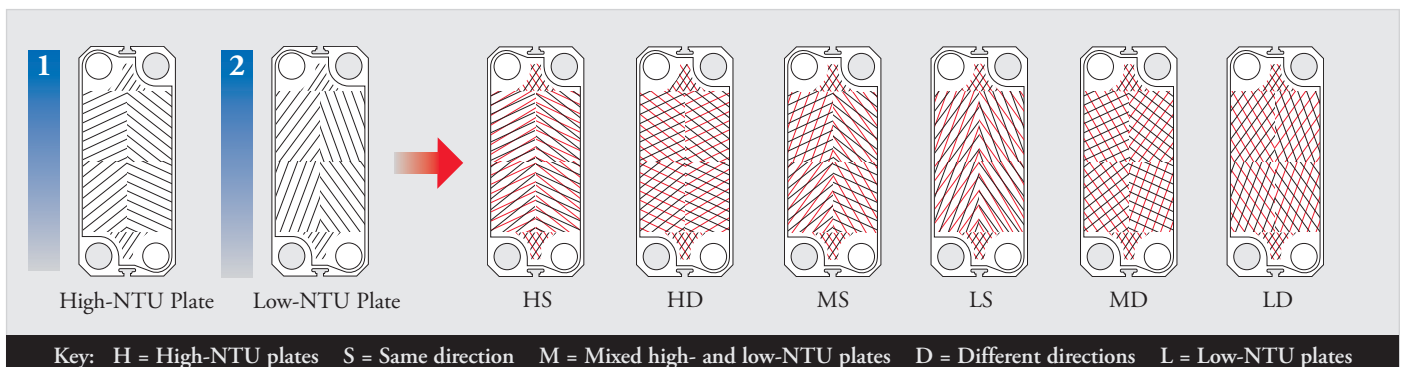 1
2
High-NTU Plate
Low-NTU Plate
HS
HD
MS
LS
MD
LD
Key: H = High-NTU plates S = Same direction M = Mixed high- and low-NTU plates D = Different directions L = Low-NTU plates